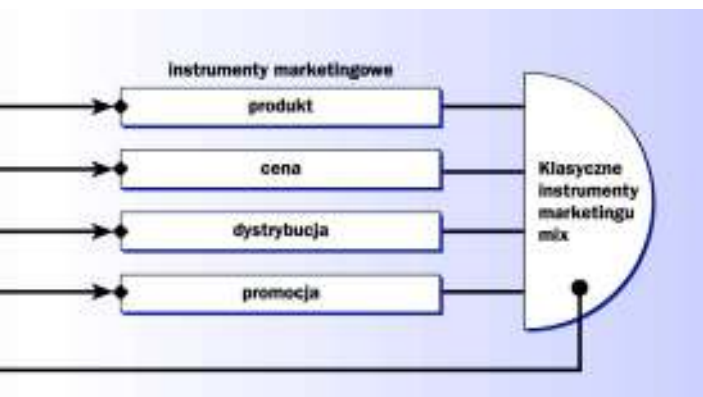 instrumenty marketingowe
produkt
cena
dystrybucja
promocja
Klasyczne
instrumenty
marketingu
mix